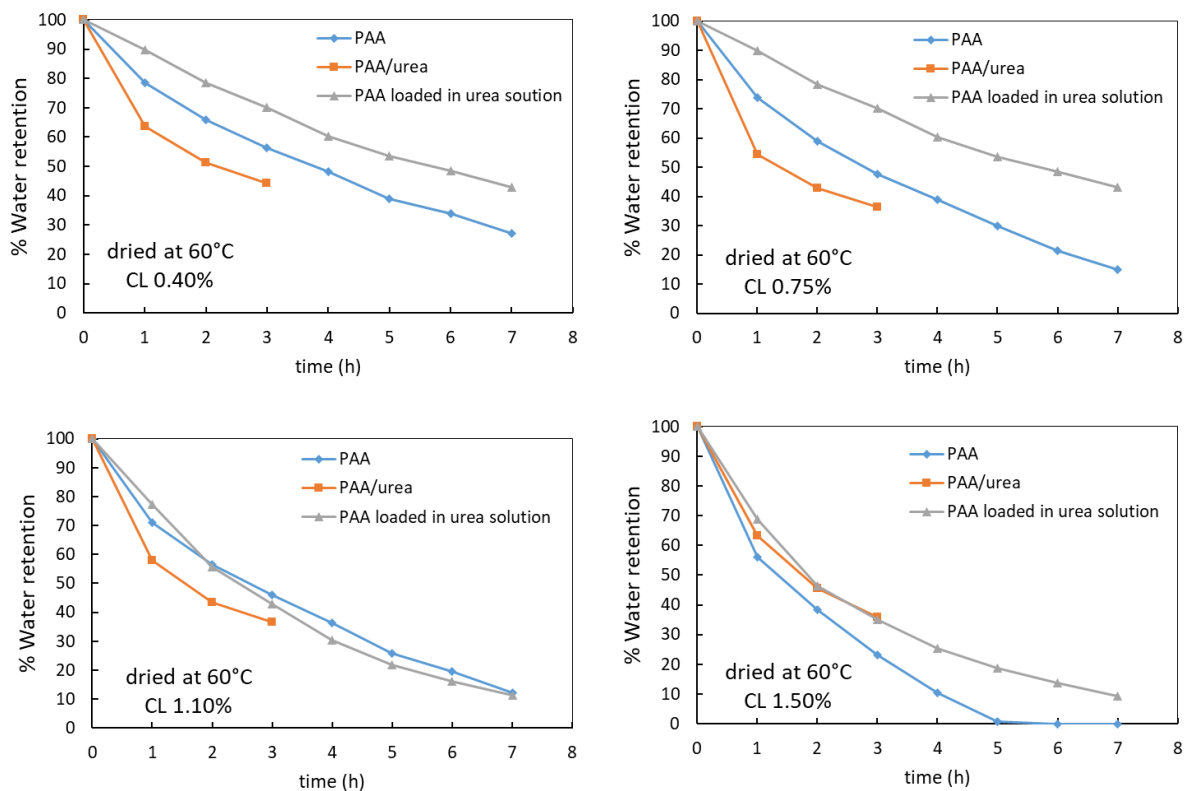 % Water retention
100
90
80
70
60
50
40
30
20
10
0
PAA
PAA/urea
PAA loaded in urea soution
dried at 60°C
CL 0.40%
0 1 2 3 4 5 6 7 8
time (h)
% Water retention
100
90
80
70
60
50
40
30
20
10
0
PAA
PAA/urea
PAA loaded in urea solution
dried at 60°C
CL 0.75%
0 1 2 3 4 5 6 7 8
time (h)
% Water retention
100
90
80
70
60
50
40
30
20
10
0
PAA
PAA/urea
PAA loaded in urea solution
dried at 60°C
CL 1.10%
0 1 2 3 4 5 6 7 8
time (h)
% Water retention
100
90
80
70
60
50
40
30
20
10
0
PAA
PAA/urea
PAA loaded in urea solution
dried at 60°C
CL 1.50%
0 1 2 3 4 5 6 7 8
time (h)